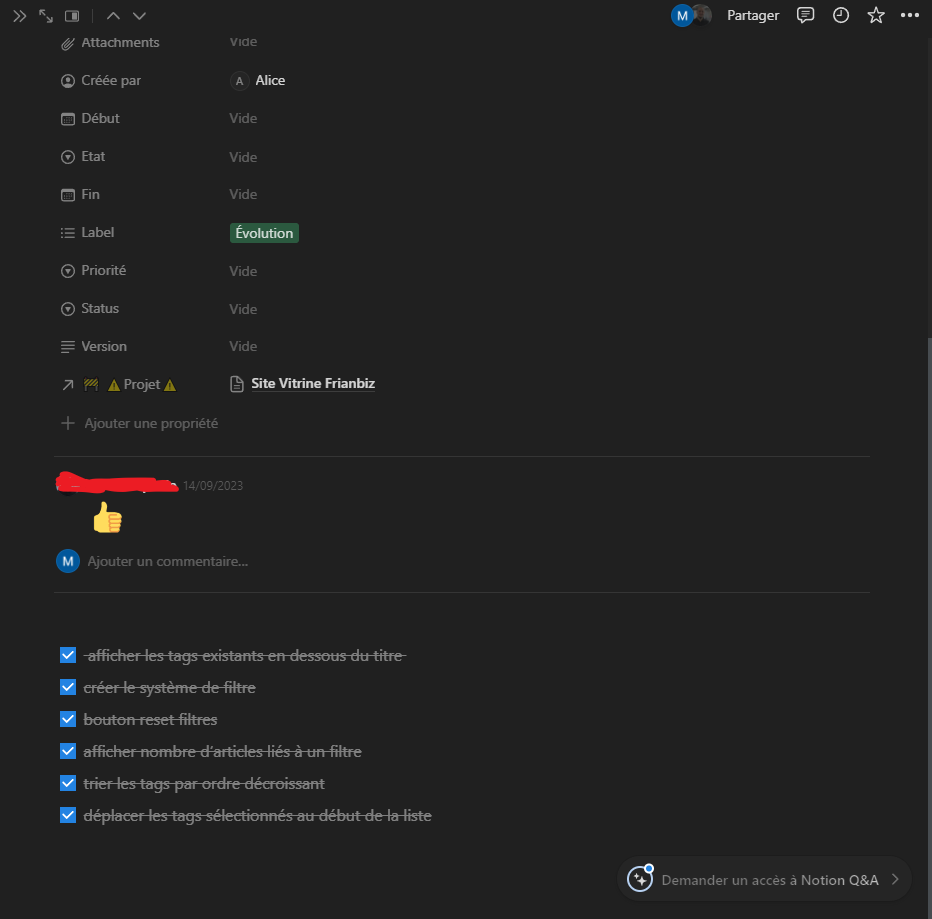 M Partager
Attachments Vide
Créée par A Alice
Début Vide
Etat Vide
Fin Vide
Label Évolution
Priorité Vide
Status Vide
Version Vide
Projet Site Vitrine Frianbiz
Ajouter une propriété
14/09/2023
M Ajouter un commentaire...
afficher les tags existants en dessous du titre
créer le système de filtre
bouton reset filtres
afficher nombre d'articles liés à un filtre
trier les tags par ordre décroissant
déplacer les tags sélectionnés au début de la liste
Demander un accès à Notion Q&A